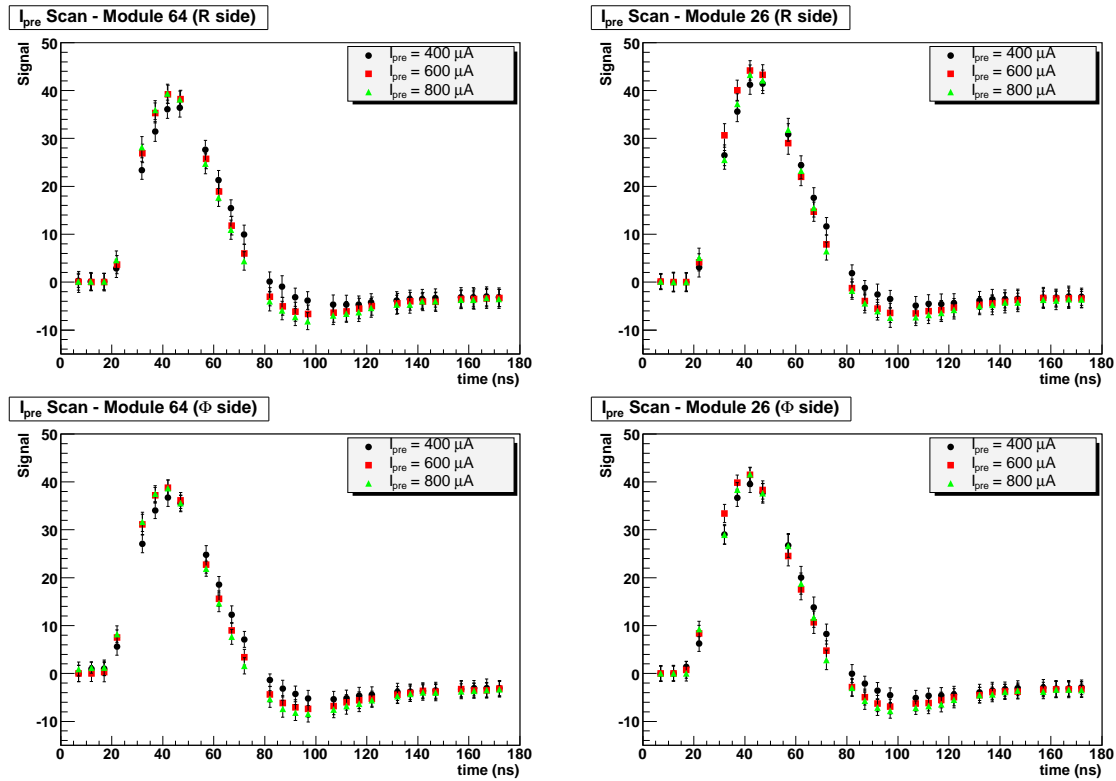 I_pre Scan - Module 64 (R side)
Signal
50
40
30
20
10
0
-10
I_pre = 400 μA
I_pre = 600 μA
I_pre = 800 μA
0 20 40 60 80 100 120 140 160 180
time (ns)
I_pre Scan - Module 26 (R side)
Signal
50
40
30
20
10
0
-10
I_pre = 400 μA
I_pre = 600 μA
I_pre = 800 μA
0 20 40 60 80 100 120 140 160 180
time (ns)
I_pre Scan - Module 64 (Φ side)
Signal
50
40
30
20
10
0
-10
I_pre = 400 μA
I_pre = 600 μA
I_pre = 800 μA
0 20 40 60 80 100 120 140 160 180
time (ns)
I_pre Scan - Module 26 (Φ side)
Signal
50
40
30
20
10
0
-10
I_pre = 400 μA
I_pre = 600 μA
I_pre = 800 μA
0 20 40 60 80 100 120 140 160 180
time (ns)